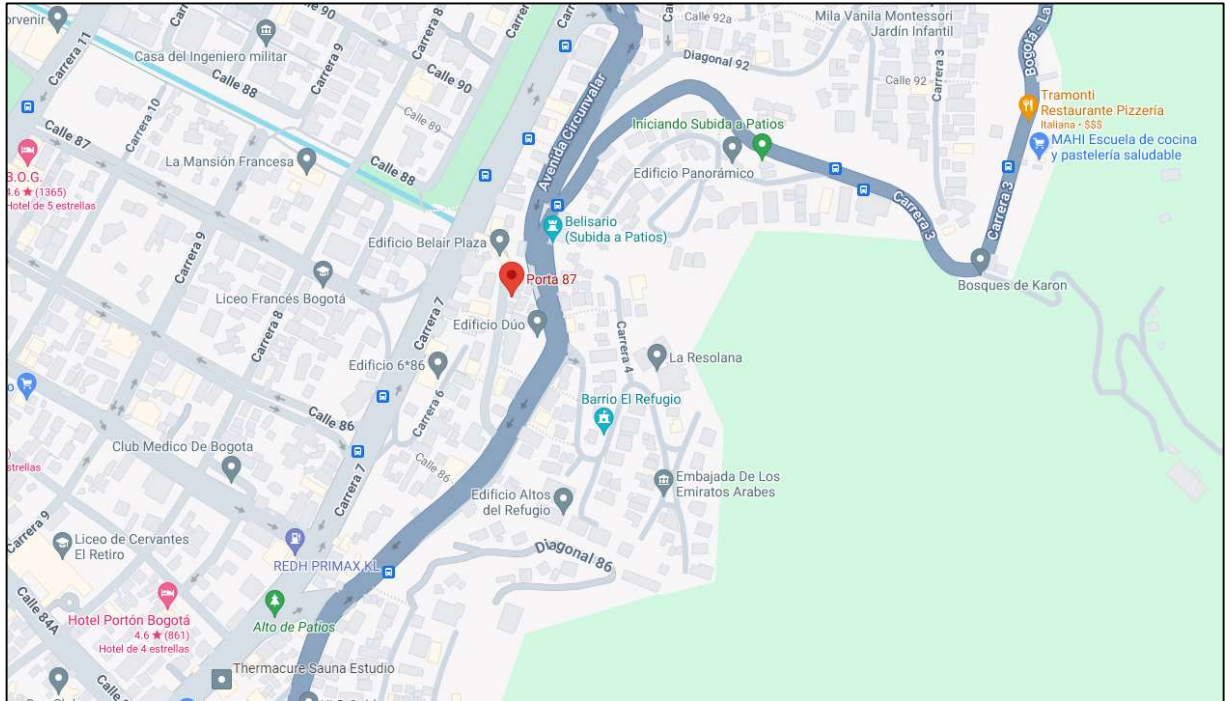 Carrera 11
Casa del Ingeniero militar
Calle 88
Calle 90
Carrera 9
Carrera 8
Calle 90
Calle 89
Calle 92a
Mila Vanila Montessori
Jardín Infantil
Diagonal 92
Calle 92
Carrera 3
Tramonti
Restaurante Pizzería
Italiana · $$$
MAHI Escuela de cocina
y pastelería saludable
Calle 87
Carrera 10
B.O.G.
4.6 ★ (1365)
Hotel de 5 estrellas
La Mansión Francesa
Calle 88
Avenida Circunvalar
Iniciando Subida a Patios
Edificio Panorámico
Carrera 3
Carrera 3
Bosques de Karon
Belisario
(Subida a Patios)
Edificio Belair Plaza
Porta 87
Carrera 9
Liceo Francés Bogotá
Carrera 8
Carrera 7
Edificio Dúo
Edificio 6*86
Carrera 6
Carrera 4
La Resolana
Barrio El Refugio
Calle 86
Club Medico De Bogota
Calle 86
Carrera 7
Embajada De Los
Emiratos Arabes
Edificio Altos
del Refugio
Diagonal 86
Carrera 9
Liceo de Cervantes
El Retiro
REDH PRIMAX KL
Hotel Portón Bogotá
4.6 ★ (861)
Hotel de 4 estrellas
Alto de Patios
Calle 84A
Thermacure Sauna Estudio